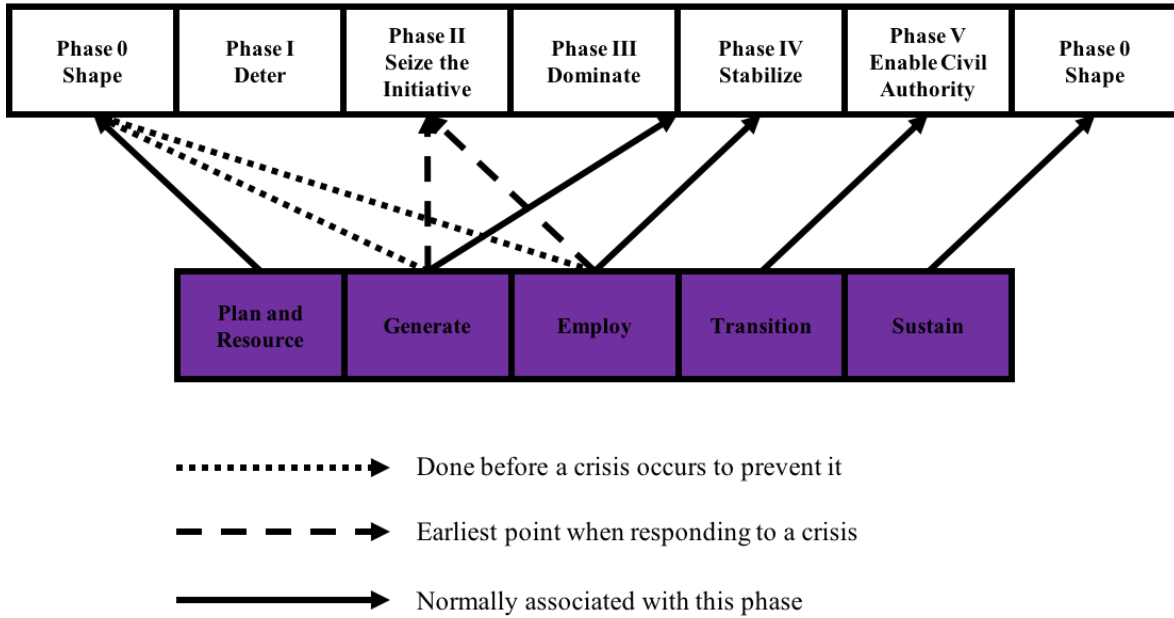 Phase 0
Shape
Phase I
Deter
Phase II
Seize the
Initiative
Phase III
Dominate
Phase IV
Stabilize
Phase V
Enable Civil
Authority
Phase 0
Shape
Plan and
Resource
Generate
Employ
Transition
Sustain
Done before a crisis occurs to prevent it
Earliest point when responding to a crisis
Normally associated with this phase